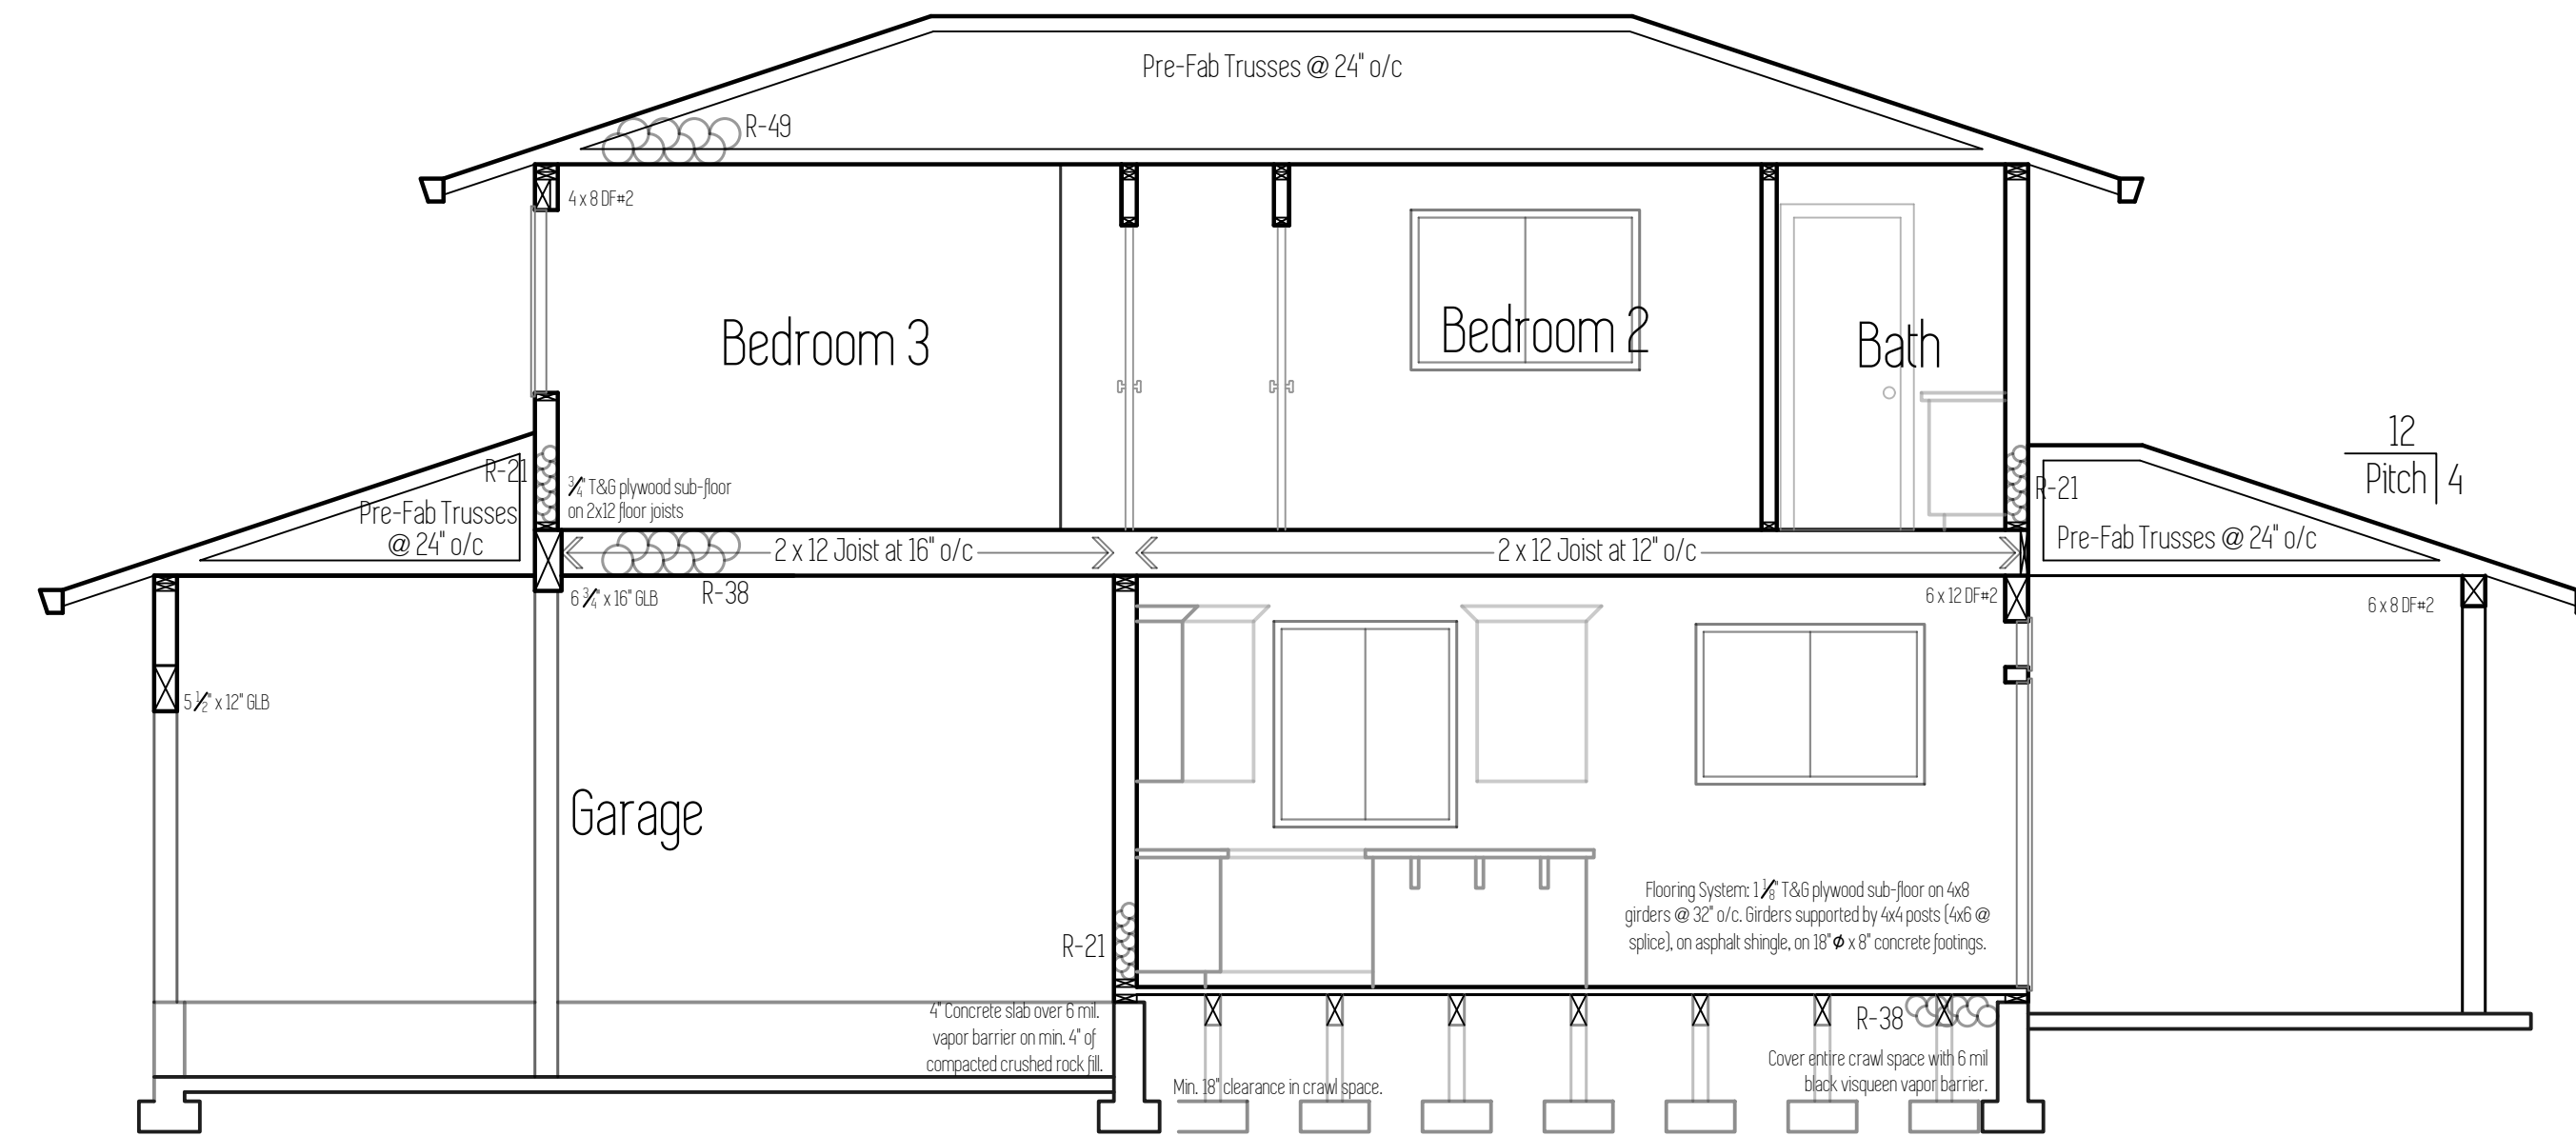 Pre-Fab Trusses @ 24" o/c
R-49
4 x 8 DF#2
Bedroom 3
Bedroom 2
Bath
12
Pitch 4
R-21
Pre-Fab Trusses
@ 24" o/c
3/4" T&G plywood sub-floor
on 2x12 floor joists
R-21
Pre-Fab Trusses @ 24" o/c
2 x 12 Joist at 16" o/c
2 x 12 Joist at 12" o/c
6 3/4" x 16" GLB
R-38
6 x 12 DF#2
6 x 8 DF#2
5 1/2" x 12" GLB
Garage
Flooring System: 1 1/8" T&G plywood sub-floor on 4x8
girders @ 32" o/c. Girders supported by 4x4 posts (4x6 @
splice), on asphalt shingle, on 18"Ø x 8" concrete footings.
R-21
4" Concrete slab over 6 mil.
vapor barrier on min. 4" of
compacted crushed rock fill.
R-38
Cover entire crawl space with 6 mil
black visqueen vapor barrier.
Min. 18" clearance in crawl space.